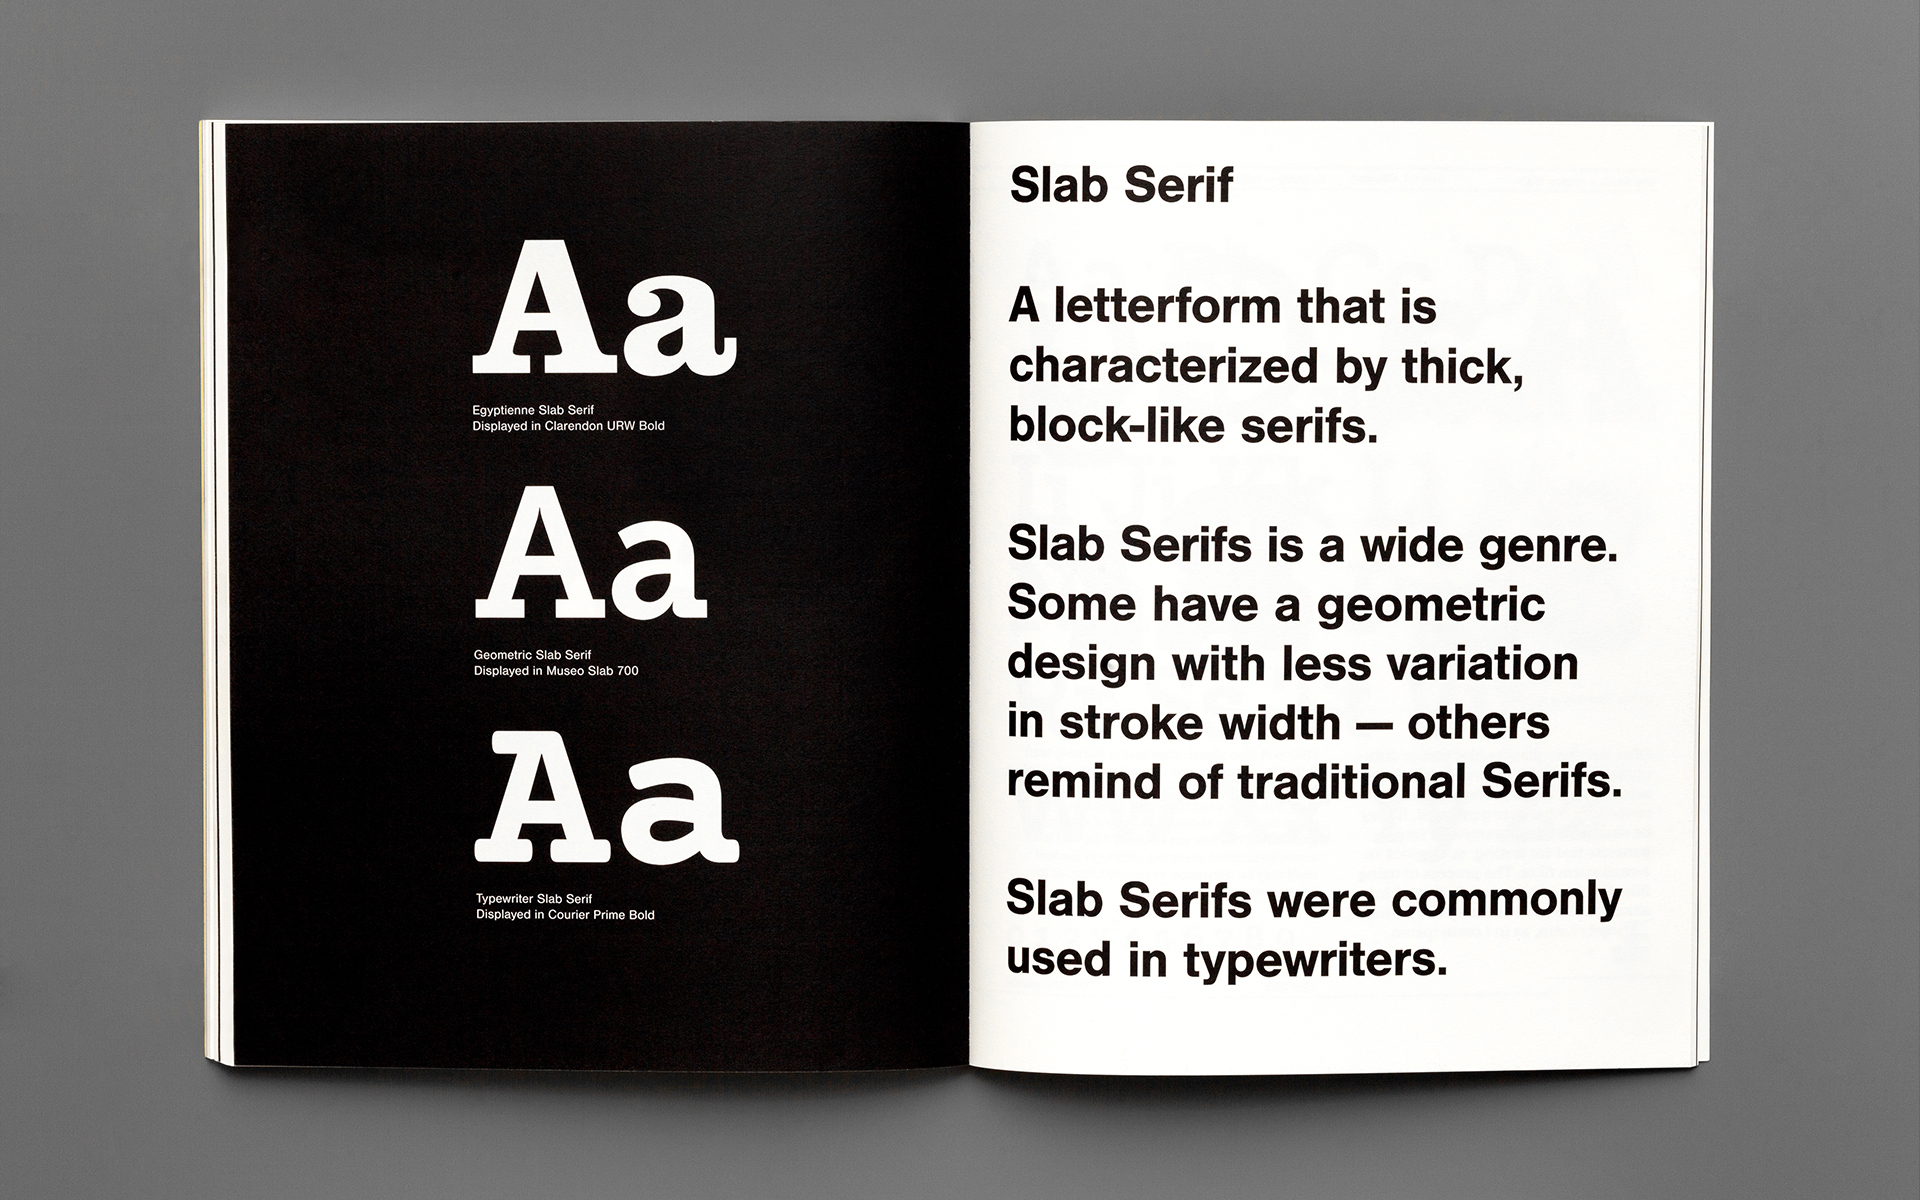 Aa
Egyptienne Slab Serif
Displayed in Clarendon URW Bold
Aa
Geometric Slab Serif
Displayed in Museo Slab 700
Aa
Typewriter Slab Serif
Displayed in Courier Prime Bold
Slab Serif
A letterform that is
characterized by thick,
block-like serifs.
Slab Serifs is a wide genre.
Some have a geometric
design with less variation
in stroke width — others
remind of traditional Serifs.
Slab Serifs were commonly
used in typewriters.